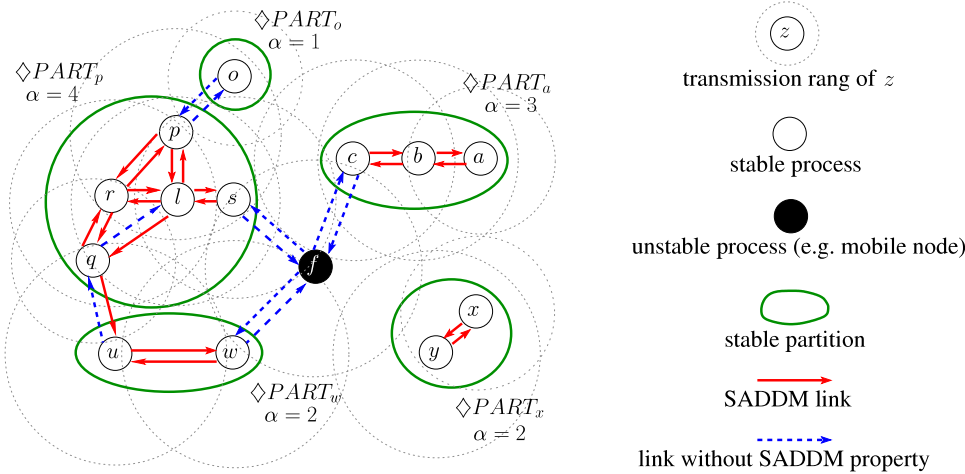 ◇PART_o
α = 1
◇PART_p
α = 4
◇PART_a
α = 3
o
p
c
b
a
r
l
s
q
f
x
u
w
y
◇PART_w
α = 2
◇PART_x
α = 2
z
transmission rang of z
stable process
unstable process (e.g. mobile node)
stable partition
SADDM link
link without SADDM property